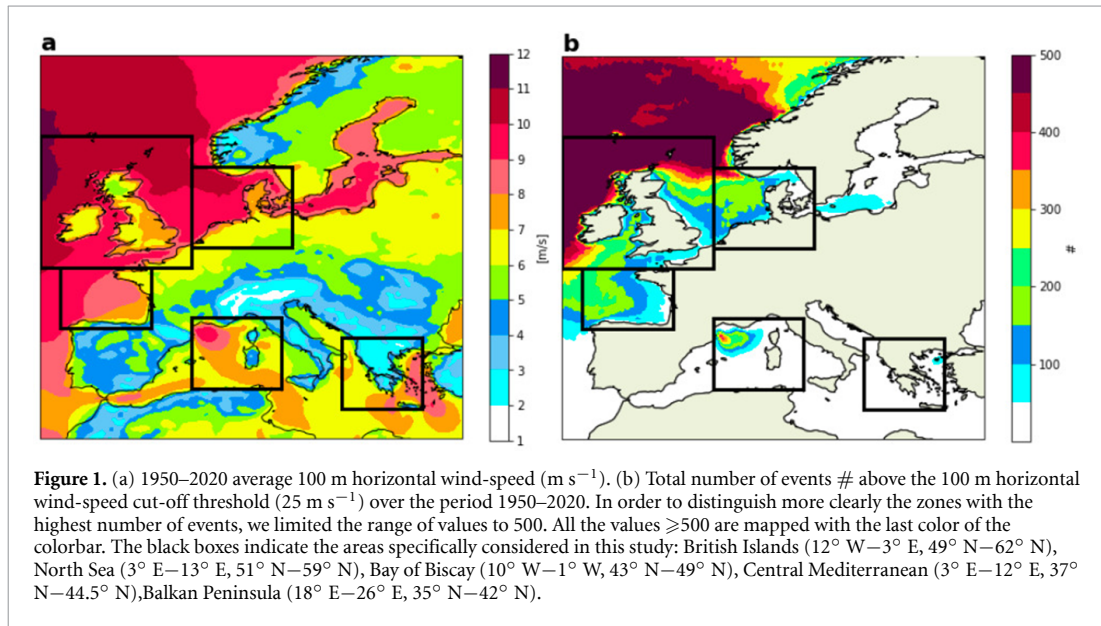 a
b
12
11
10
9
8
7
6
5
4
3
2
1
[m/s]
500
400
300
200
100
#
Figure 1. (a) 1950–2020 average 100 m horizontal wind-speed (m s−1). (b) Total number of events # above the 100 m horizontal
wind-speed cut-off threshold (25 m s−1) over the period 1950–2020. In order to distinguish more clearly the zones with the
highest number of events, we limited the range of values to 500. All the values ⩾500 are mapped with the last color of the
colorbar. The black boxes indicate the areas specifically considered in this study: British Islands (12° W−3° E, 49° N−62° N),
North Sea (3° E−13° E, 51° N−59° N), Bay of Biscay (10° W−1° W, 43° N−49° N), Central Mediterranean (3° E−12° E, 37°
N−44.5° N),Balkan Peninsula (18° E−26° E, 35° N−42° N).